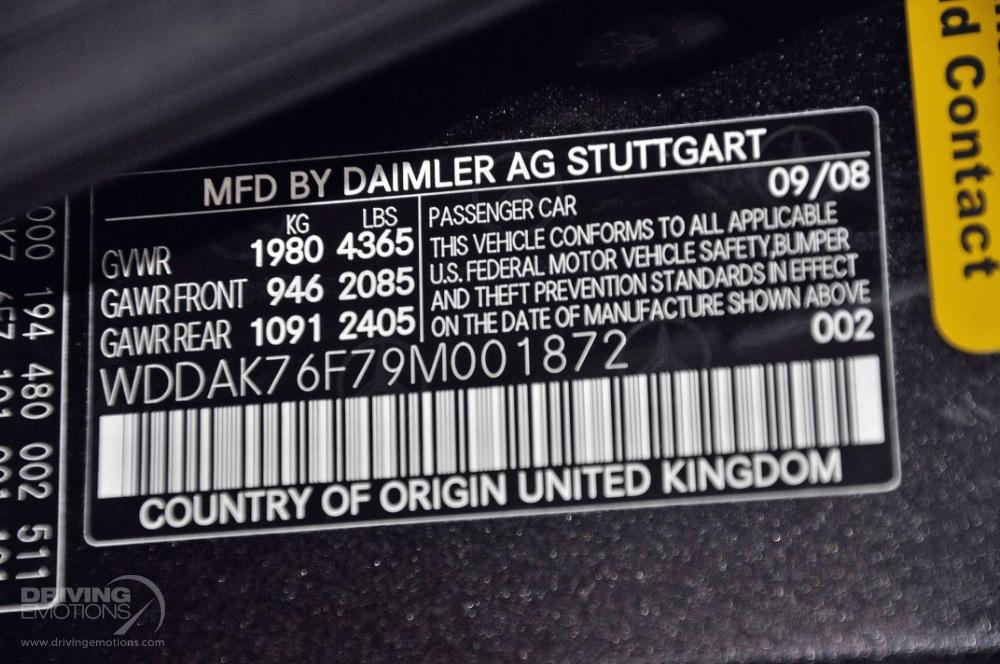 MFD BY DAIMLER AG STUTTGART
09/08
KG LBS
GVWR 1980 4365
GAWR FRONT 946 2085
GAWR REAR 1091 2405
PASSENGER CAR
THIS VEHICLE CONFORMS TO ALL APPLICABLE
U.S. FEDERAL MOTOR VEHICLE SAFETY,BUMPER
AND THEFT PREVENTION STANDARDS IN EFFECT
ON THE DATE OF MANUFACTURE SHOWN ABOVE
002
WDDAK76F79M001872
COUNTRY OF ORIGIN UNITED KINGDOM
d Contact
000 194 480 002 511
DRIVING
EMOTIONS
www.drivingemotions.com